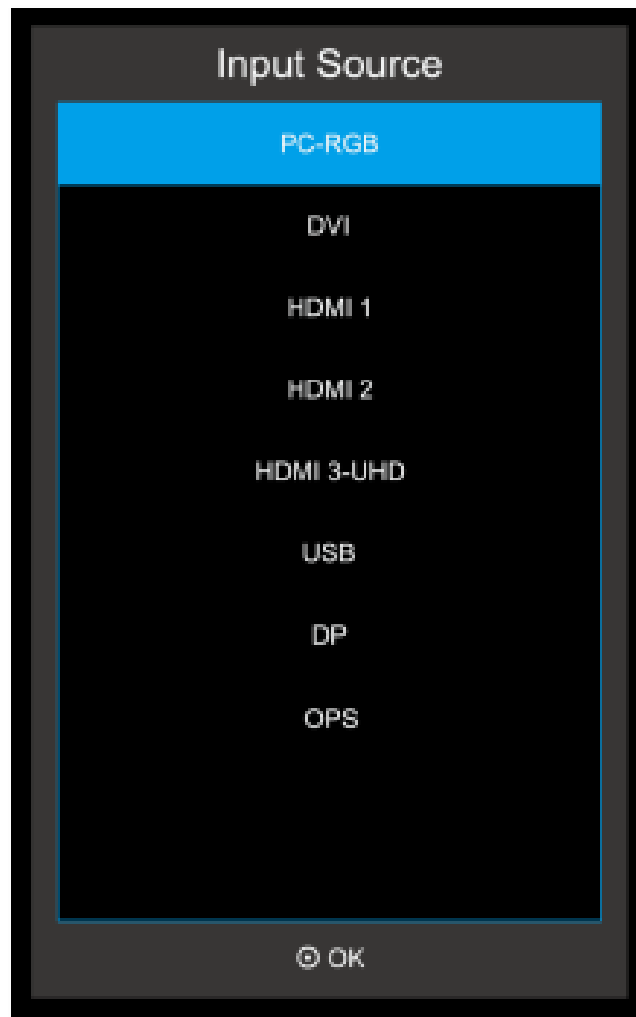 Input Source
PC-RGB
DVI
HDMI 1
HDMI 2
HDMI 3-UHD
USB
DP
OPS
OK